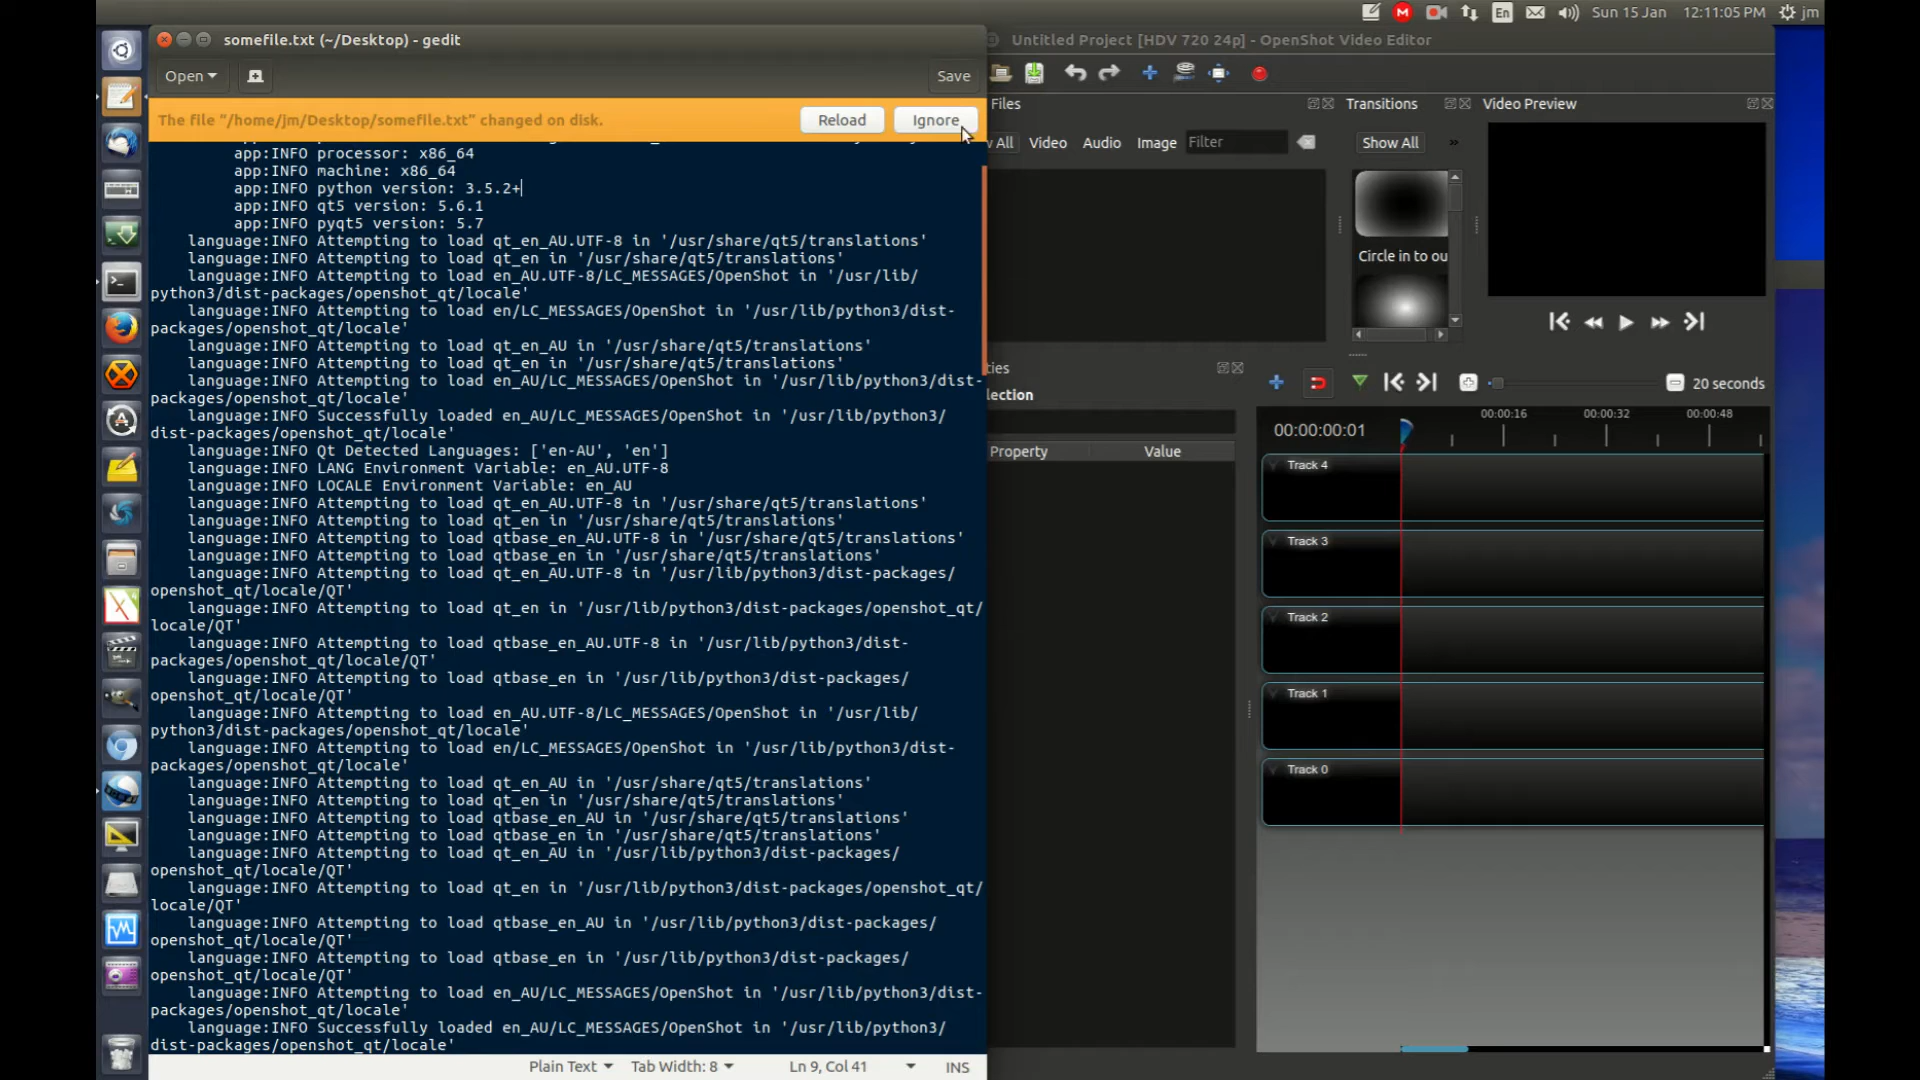 En
Sun 15 Jan
12:11:05 PM
jm
somefile.txt (~/Desktop) - gedit
Open
Save
The file "/home/jm/Desktop/somefile.txt" changed on disk.
Reload
Ignore
app:INFO processor: x86_64
app:INFO machine: x86_64
app:INFO python version: 3.5.2+
app:INFO qt5 version: 5.6.1
app:INFO pyqt5 version: 5.7
language:INFO Attempting to load qt_en_AU.UTF-8 in '/usr/share/qt5/translations'
language:INFO Attempting to load qt_en in '/usr/share/qt5/translations'
language:INFO Attempting to load en_AU.UTF-8/LC_MESSAGES/OpenShot in '/usr/lib/
python3/dist-packages/openshot_qt/locale'
language:INFO Attempting to load en/LC_MESSAGES/OpenShot in '/usr/lib/python3/dist-
packages/openshot_qt/locale'
language:INFO Attempting to load qt_en_AU in '/usr/share/qt5/translations'
language:INFO Attempting to load qt_en in '/usr/share/qt5/translations'
language:INFO Attempting to load en_AU/LC_MESSAGES/OpenShot in '/usr/lib/python3/dist-
packages/openshot_qt/locale'
language:INFO Successfully loaded en_AU/LC_MESSAGES/OpenShot in '/usr/lib/python3/
dist-packages/openshot_qt/locale'
language:INFO Qt Detected Languages: ['en-AU', 'en']
language:INFO LANG Environment Variable: en_AU.UTF-8
language:INFO LOCALE Environment Variable: en_AU
language:INFO Attempting to load qt_en_AU.UTF-8 in '/usr/share/qt5/translations'
language:INFO Attempting to load qt_en in '/usr/share/qt5/translations'
language:INFO Attempting to load qtbase_en_AU.UTF-8 in '/usr/share/qt5/translations'
language:INFO Attempting to load qtbase_en in '/usr/share/qt5/translations'
language:INFO Attempting to load qt_en_AU.UTF-8 in '/usr/lib/python3/dist-packages/
openshot_qt/locale/QT'
language:INFO Attempting to load qt_en in '/usr/lib/python3/dist-packages/openshot_qt/
locale/QT'
language:INFO Attempting to load qtbase_en_AU.UTF-8 in '/usr/lib/python3/dist-
packages/openshot_qt/locale/QT'
language:INFO Attempting to load qtbase_en in '/usr/lib/python3/dist-packages/
openshot_qt/locale/QT'
language:INFO Attempting to load en_AU.UTF-8/LC_MESSAGES/OpenShot in '/usr/lib/
python3/dist-packages/openshot_qt/locale'
language:INFO Attempting to load en/LC_MESSAGES/OpenShot in '/usr/lib/python3/dist-
packages/openshot_qt/locale'
language:INFO Attempting to load qt_en_AU in '/usr/share/qt5/translations'
language:INFO Attempting to load qt_en in '/usr/share/qt5/translations'
language:INFO Attempting to load qtbase_en_AU in '/usr/share/qt5/translations'
language:INFO Attempting to load qtbase_en in '/usr/share/qt5/translations'
language:INFO Attempting to load qt_en_AU in '/usr/lib/python3/dist-packages/
openshot_qt/locale/QT'
language:INFO Attempting to load qt_en in '/usr/lib/python3/dist-packages/openshot_qt/
locale/QT'
language:INFO Attempting to load qtbase_en_AU in '/usr/lib/python3/dist-packages/
openshot_qt/locale/QT'
language:INFO Attempting to load qtbase_en in '/usr/lib/python3/dist-packages/
openshot_qt/locale/QT'
language:INFO Attempting to load en_AU/LC_MESSAGES/OpenShot in '/usr/lib/python3/dist-
packages/openshot_qt/locale'
language:INFO Successfully loaded en_AU/LC_MESSAGES/OpenShot in '/usr/lib/python3/
dist-packages/openshot_qt/locale'
Plain Text
Tab Width: 8
Ln 9, Col 41
INS
Untitled Project [HDV 720 24p] - OpenShot Video Editor
Files
Transitions
Video Preview
All
Video
Audio
Image
Filter
Show All
»
Circle in to ou
ties
lection
Property
Value
20 seconds
00:00:00:01
00:00:16
00:00:32
00:00:48
Track 4
Track 3
Track 2
Track 1
Track 0